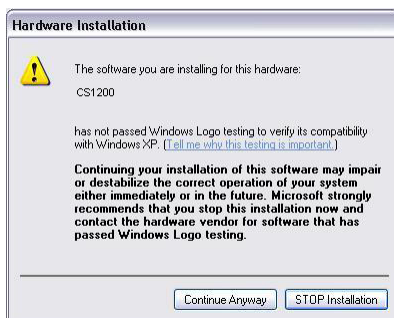 Hardware Installation
The software you are installing for this hardware:
CS1200
has not passed Windows Logo testing to verify its compatibility
with Windows XP. (Tell me why this testing is important.)
Continuing your installation of this software may impair
or destabilize the correct operation of your system
either immediately or in the future. Microsoft strongly
recommends that you stop this installation now and
contact the hardware vendor for software that has
passed Windows Logo testing.
Continue Anyway STOP Installation